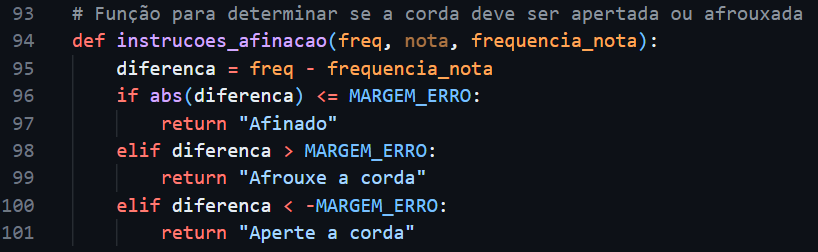 93 # Função para determinar se a corda deve ser apertada ou afrouxada
94 def instrucoes_afinacao(freq, nota, frequencia_nota):
95     diferenca = freq - frequencia_nota
96     if abs(diferenca) <= MARGEM_ERRO:
97         return "Afinado"
98     elif diferenca > MARGEM_ERRO:
99         return "Afrouxe a corda"
100     elif diferenca < -MARGEM_ERRO:
101         return "Aperte a corda"